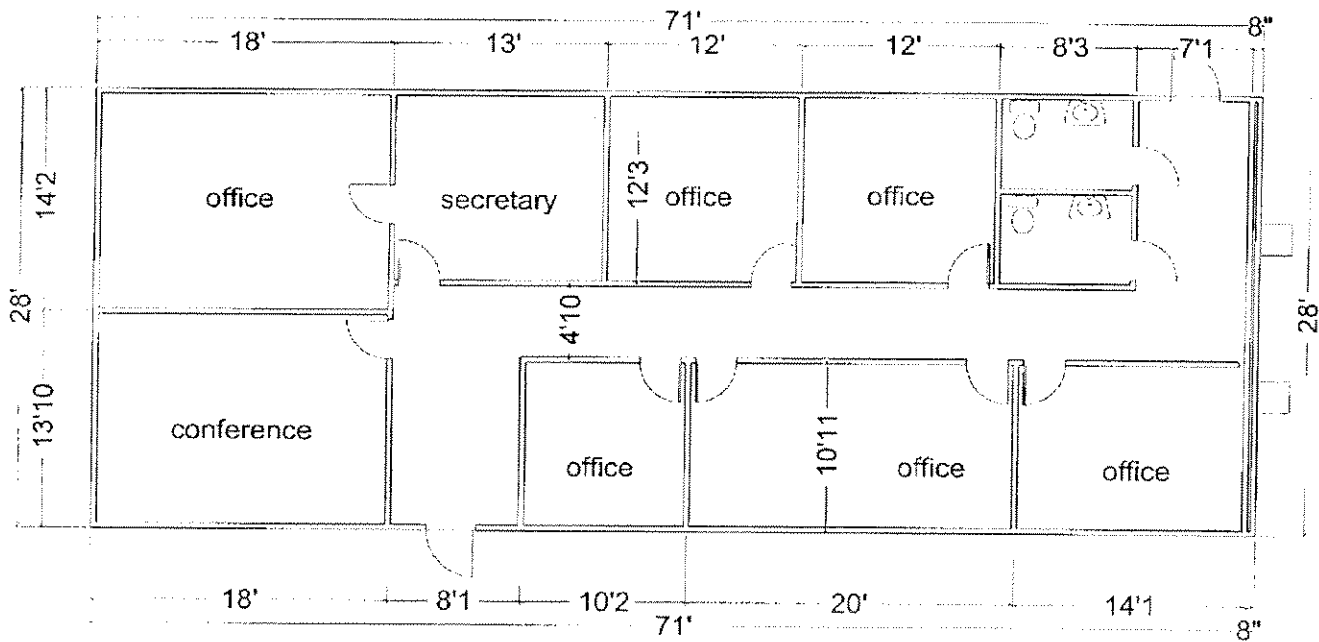 71'
8"
18'
13'
12'
12'
8'3
7'1
14'2
12'3
office
secretary
office
office
28'
4'10
28'
13'10
conference
10'11
office
office
office
18'
8'1
10'2
20'
14'1
71'
8"